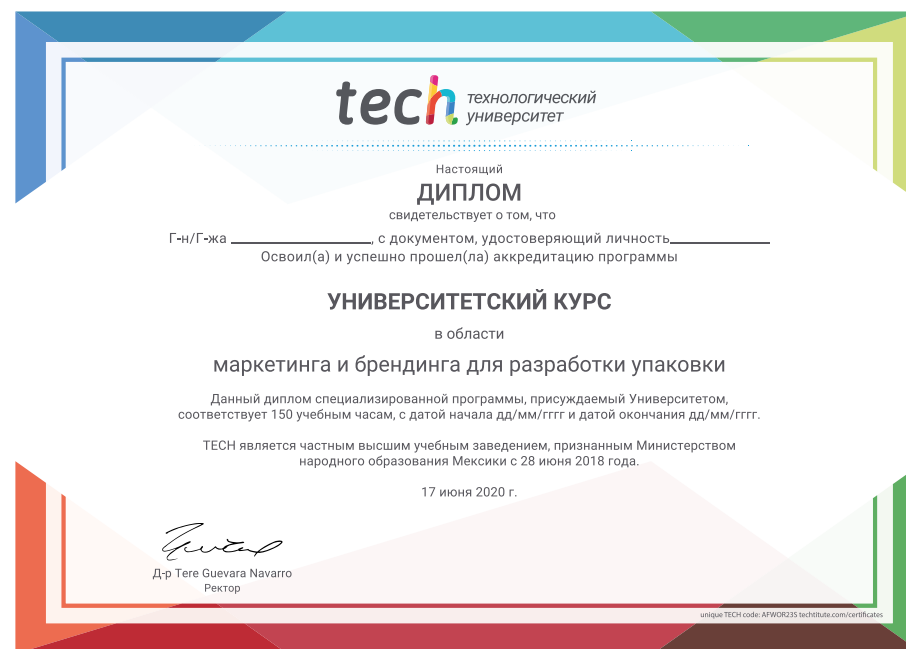 tech технологический
университет
Настоящий
ДИПЛОМ
свидетельствует о том, что
Г-н/Г-жа ____________, с документом, удостоверяющий личность____________
Освоил(а) и успешно прошел(ла) аккредитацию программы
УНИВЕРСИТЕТСКИЙ КУРС
в области
маркетинга и брендинга для разработки упаковки
Данный диплом специализированной программы, присуждаемый Университетом,
соответствует 150 учебным часам, с датой начала дд/мм/гггг и датой окончания дд/мм/гггг.
TECH является частным высшим учебным заведением, признанным Министерством
народного образования Мексики с 28 июня 2018 года.
17 июня 2020 г.
Д-р Tere Guevara Navarro
Ректор
unique TECH code: AFWOR23S techtitute.com/certificates